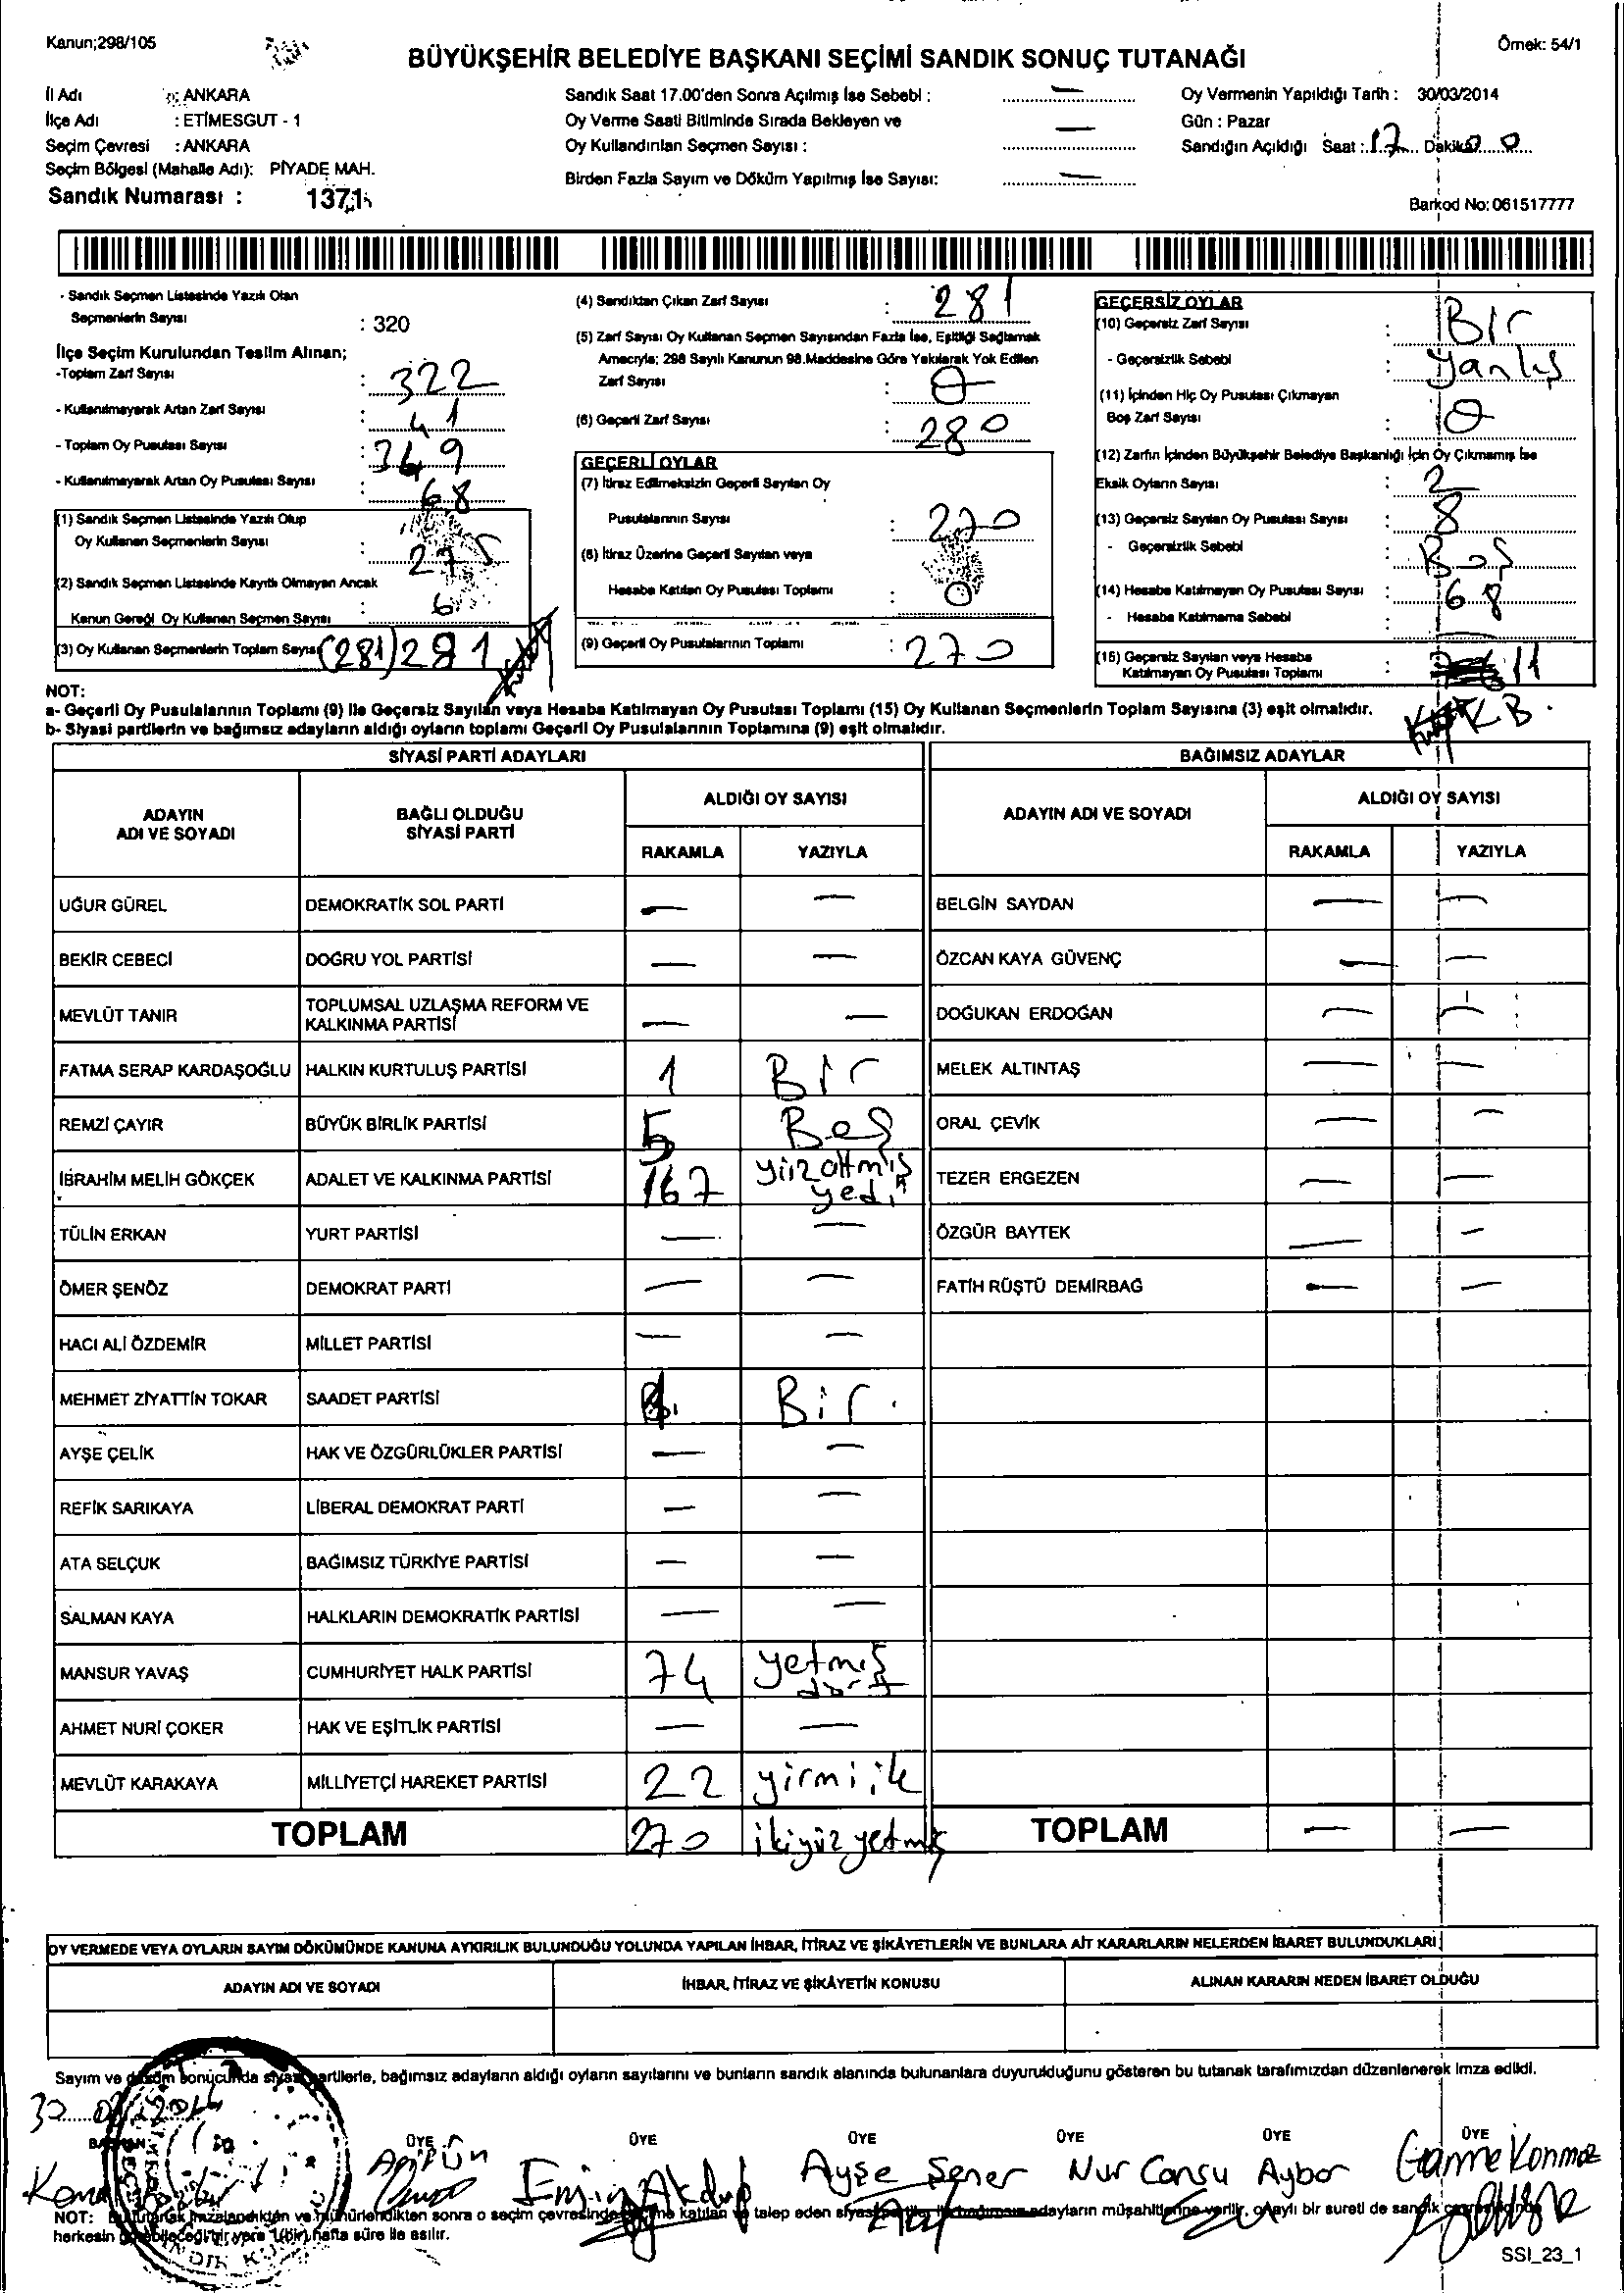 Kanun;298/105
Örnek: 54/1
BÜYÜKŞEHİR BELEDİYE BAŞKANI SEÇİMİ SANDIK SONUÇ TUTANAĞI
İl Adı : ANKARA
İlçe Adı : ETİMESGUT - 1
Seçim Çevresi : ANKARA
Seçim Bölgesi (Mahalle Adı): PİYADE MAH.
Sandık Numarası : 1371
Sandık Saat 17.00'den Sonra Açılmış İse Sebebi : —
Oy Verme Saati Bitiminde Sırada Bekleyen ve
Oy Kullandırılan Seçmen Sayısı : —
Birden Fazla Sayım ve Döküm Yapılmış İse Sayısı: —
Oy Vermenin Yapıldığı Tarih : 30/03/2014
Gün : Pazar
Sandığın Açıldığı Saat : 17 Dakika 00
Barkod No: 061517777
- Sandık Seçmen Listesinde Yazılı Olan
Seçmenlerin Sayısı : 320
İlçe Seçim Kurulundan Teslim Alınan;
-Toplam Zarf Sayısı : 322
- Kullanılmayarak Artan Zarf Sayısı : 41
- Toplam Oy Pusulası Sayısı : 349
- Kullanılmayarak Artan Oy Pusulası Sayısı : 68
(1) Sandık Seçmen Listesinde Yazılı Olup
Oy Kullanan Seçmenlerin Sayısı : 275
(2) Sandık Seçmen Listesinde Kayıtlı Olmayan Ancak
Kanun Gereği Oy Kullanan Seçmen Sayısı : 6
(3) Oy Kullanan Seçmenlerin Toplam Sayısı (281) 281
(4) Sandıktan Çıkan Zarf Sayısı : 281
(5) Zarf Sayısı Oy Kullanan Seçmen Sayısından Fazla İse, Eşitliği Sağlamak
Amacıyla; 298 Sayılı Kanunun 98.Maddesine Göre Yakılarak Yok Edilen
Zarf Sayısı : 0
(6) Geçerli Zarf Sayısı : 280
GEÇERLİ OYLAR
(7) İtiraz Edilmeksizin Geçerli Sayılan Oy
Pusulalarının Sayısı : 270
(8) İtiraz Üzerine Geçerli Sayılan veya
Hesaba Katılan Oy Pusulası Toplamı : 0
(9) Geçerli Oy Pusulalarının Toplamı : 270
GEÇERSİZ OYLAR
(10) Geçersiz Zarf Sayısı : Bir
- Geçersizlik Sebebi : Yanlış
(11) İçinden Hiç Oy Pusulası Çıkmayan
Boş Zarf Sayısı : 0
(12) Zarfın İçinden Büyükşehir Belediye Başkanlığı İçin Oy Çıkmamış İse
Eksik Oyların Sayısı : 2
(13) Geçersiz Sayılan Oy Pusulası Sayısı : 8
- Geçersizlik Sebebi : Boş
(14) Hesaba Katılmayan Oy Pusulası Sayısı : 68
- Hesaba Katılmama Sebebi :
(15) Geçersiz Sayılan veya Hesaba
Katılmayan Oy Pusulası Toplamı : 11
K.B.
NOT:
a- Geçerli Oy Pusulalarının Toplamı (9) ile Geçersiz Sayılan veya Hesaba Katılmayan Oy Pusulası Toplamı (15) Oy Kullanan Seçmenlerin Toplam Sayısına (3) eşit olmalıdır.
b- Siyasi partilerin ve bağımsız adayların aldığı oyların toplamı Geçerli Oy Pusulalarının Toplamına (9) eşit olmalıdır.
SİYASİ PARTİ ADAYLARI BAĞIMSIZ ADAYLAR
ADAYIN ADI VE SOYADI BAĞLI OLDUĞU SİYASİ PARTİ ALDIĞI OY SAYISI ADAYIN ADI VE SOYADI ALDIĞI OY SAYISI
RAKAMLA YAZIYLA RAKAMLA YAZIYLA
UĞUR GÜREL DEMOKRATİK SOL PARTİ — — BELGİN SAYDAN — —
BEKİR CEBECİ DOĞRU YOL PARTİSİ — — ÖZCAN KAYA GÜVENÇ — —
MEVLÜT TANIR TOPLUMSAL UZLAŞMA REFORM VE KALKINMA PARTİSİ — — DOĞUKAN ERDOĞAN — —
FATMA SERAP KARDAŞOĞLU HALKIN KURTULUŞ PARTİSİ 1 Bir MELEK ALTINTAŞ — —
REMZİ ÇAYIR BÜYÜK BİRLİK PARTİSİ 5 Beş ORAL ÇEVİK — —
İBRAHİM MELİH GÖKÇEK ADALET VE KALKINMA PARTİSİ 167 yüzaltmış yedi TEZER ERGEZEN — —
TÜLİN ERKAN YURT PARTİSİ — — ÖZGÜR BAYTEK — —
ÖMER ŞENÖZ DEMOKRAT PARTİ — — FATİH RÜŞTÜ DEMİRBAĞ — —
HACI ALİ ÖZDEMİR MİLLET PARTİSİ — —
MEHMET ZİYATTİN TOKAR SAADET PARTİSİ 1 Bir
AYŞE ÇELİK HAK VE ÖZGÜRLÜKLER PARTİSİ — —
REFİK SARIKAYA LİBERAL DEMOKRAT PARTİ — —
ATA SELÇUK BAĞIMSIZ TÜRKİYE PARTİSİ — —
SALMAN KAYA HALKLARIN DEMOKRATİK PARTİSİ — —
MANSUR YAVAŞ CUMHURİYET HALK PARTİSİ 74 yetmiş dört
AHMET NURİ ÇOKER HAK VE EŞİTLİK PARTİSİ — —
MEVLÜT KARAKAYA MİLLİYETÇİ HAREKET PARTİSİ 22 yirmi ik
TOPLAM 270 ikiyüz yetmiş TOPLAM — —
OY VERMEDE VEYA OYLARIN SAYIM DÖKÜMÜNDE KANUNA AYKIRILIK BULUNDUĞU YOLUNDA YAPILAN İHBAR, İTİRAZ VE ŞİKÂYETLERİN VE BUNLARA AİT KARARLARIN NELERDEN İBARET BULUNDUKLARI
ADAYIN ADI VE SOYADI İHBAR, İTİRAZ VE ŞİKÂYETİN KONUSU ALINAN KARARIN NEDEN İBARET OLDUĞU
Sayım ve döküm sonucunda siyasi partilerle, bağımsız adayların aldığı oyların sayılarını ve bunların sandık alanında bulunanlara duyurulduğunu gösteren bu tutanak tarafımızdan düzenlenerek imza edildi.
30 03 2014
BAŞKAN ÜYE ÜYE ÜYE ÜYE ÜYE ÜYE
Emin Akdup Ayşe Şener Nur Cansu Aybar
NOT: Bu tutanak imzalandıktan ve mühürlendikten sonra o seçim çevresinde seçime katılan ve talep eden siyasi adayların müşahitlerine verilir, onaylı bir sureti de sandık çevresinde
herkesin görebileceği bir yere 1(bir) hafta süre ile asılır.
SSI_23_1